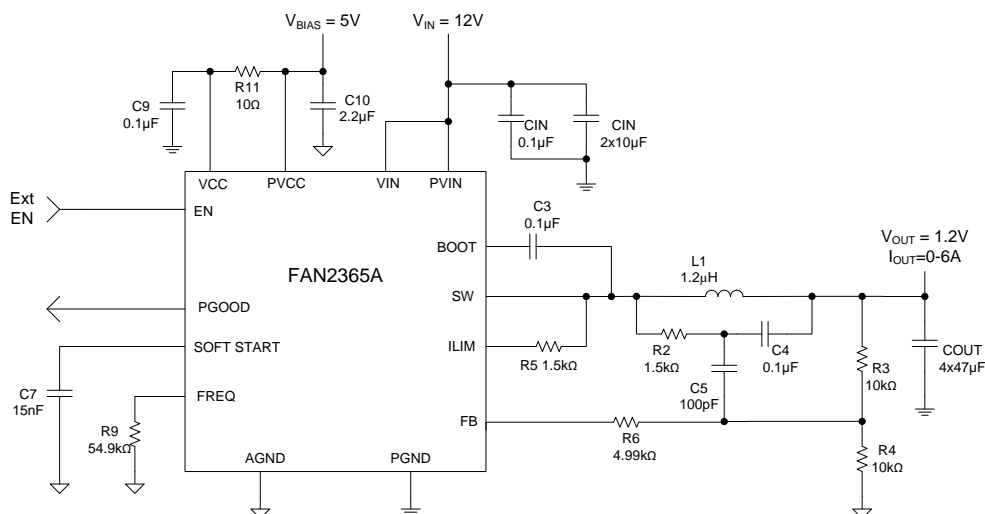 V_BIAS = 5V
V_IN = 12V
C9
0.1µF
R11
10Ω
C10
2.2µF
CIN
0.1µF
CIN
2x10µF
VCC
PVCC
VIN
PVIN
Ext
EN
EN
BOOT
C3
0.1µF
FAN2365A
V_OUT = 1.2V
I_OUT=0-6A
L1
1.2µH
PGOOD
SW
SOFT START
ILIM
R5 1.5kΩ
R2
1.5kΩ
C4
0.1µF
C5
100pF
R3
10kΩ
COUT
4x47µF
C7
15nF
FREQ
R9
54.9kΩ
FB
R6
4.99kΩ
R4
10kΩ
AGND
PGND